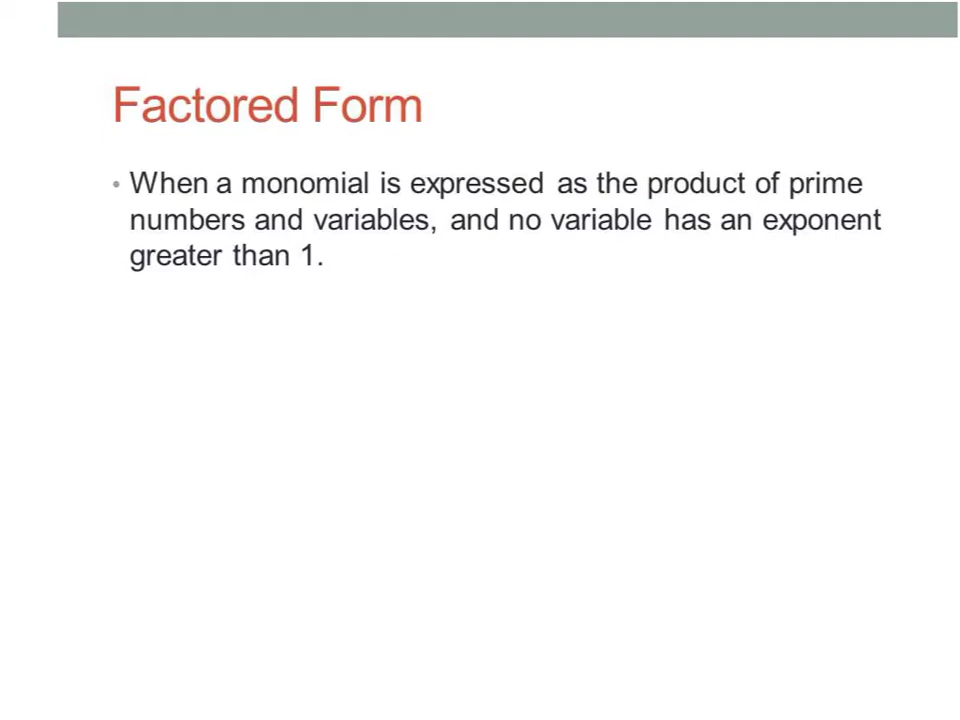 Factored Form
• When a monomial is expressed as the product of prime
numbers and variables, and no variable has an exponent
greater than 1.